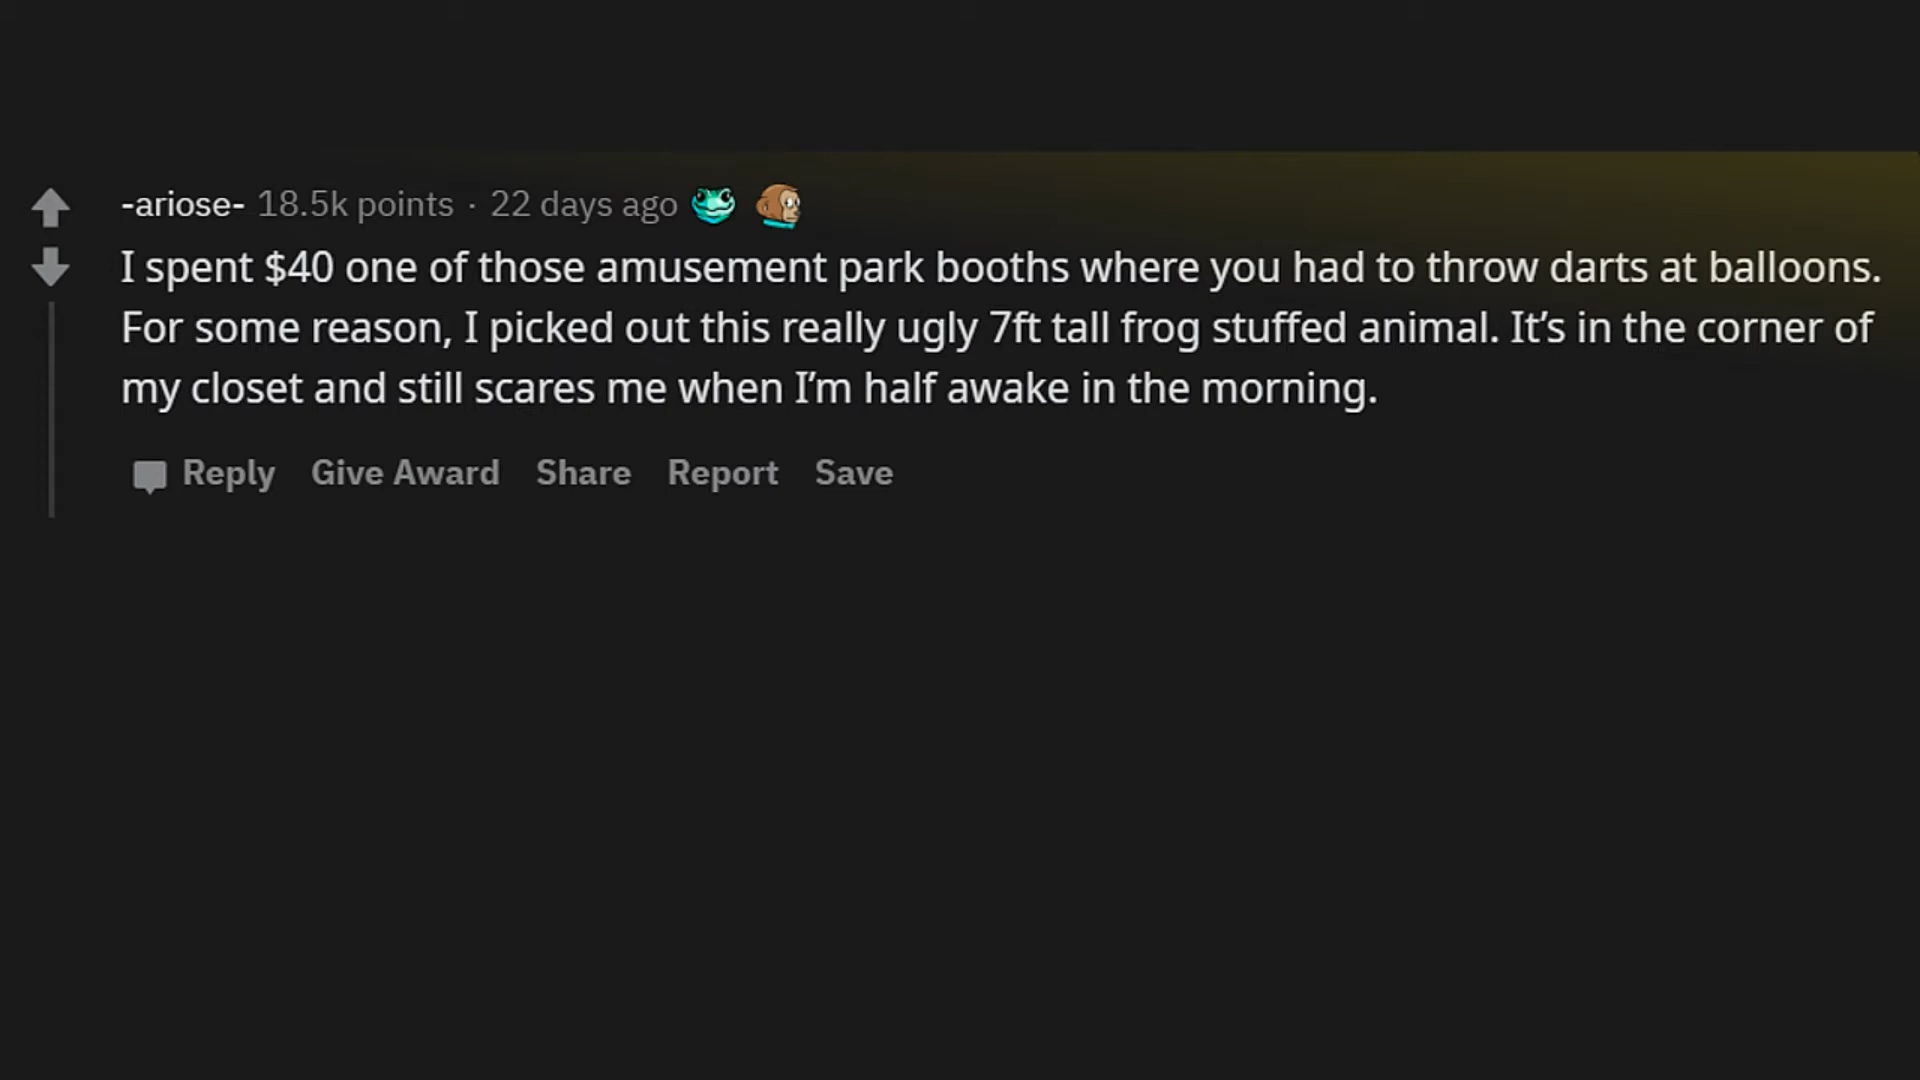 -ariose- 18.5k points · 22 days ago
I spent $40 one of those amusement park booths where you had to throw darts at balloons.
For some reason, I picked out this really ugly 7ft tall frog stuffed animal. It’s in the corner of
my closet and still scares me when I’m half awake in the morning.
Reply Give Award Share Report Save